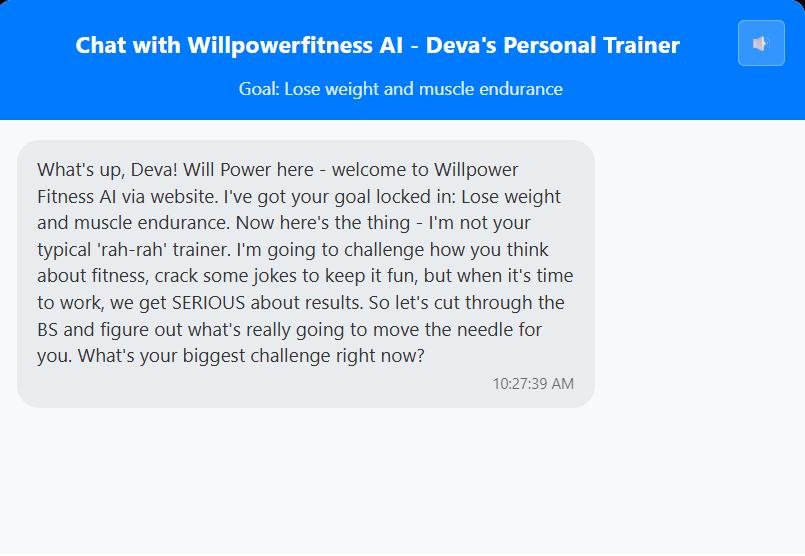 Chat with Willpowerfitness AI - Deva's Personal Trainer
Goal: Lose weight and muscle endurance
What's up, Deva! Will Power here - welcome to Willpower
Fitness AI via website. I've got your goal locked in: Lose weight
and muscle endurance. Now here's the thing - I'm not your
typical 'rah-rah' trainer. I'm going to challenge how you think
about fitness, crack some jokes to keep it fun, but when it's time
to work, we get SERIOUS about results. So let's cut through the
BS and figure out what's really going to move the needle for
you. What's your biggest challenge right now?
10:27:39 AM